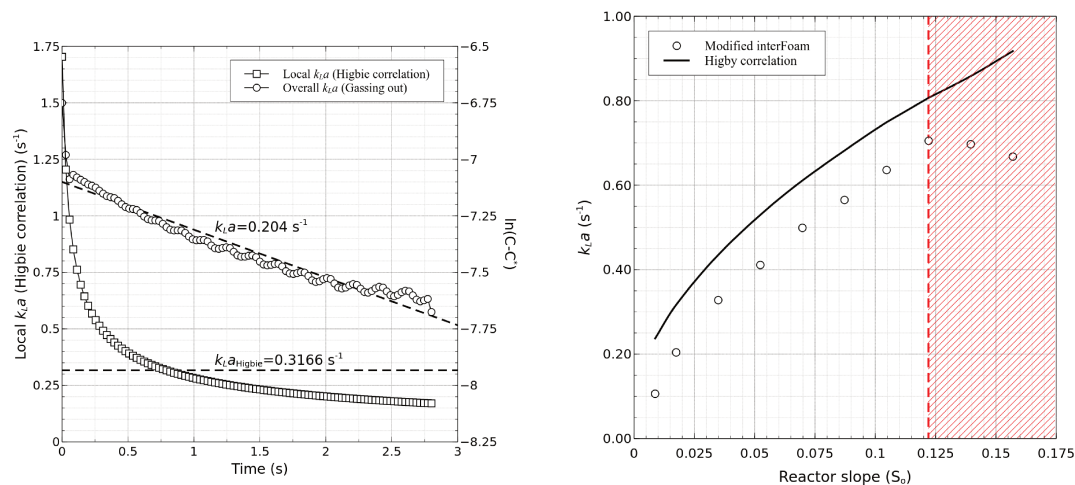 Local kLa (Higbie correlation)
Overall kLa (Gassing out)
1.75
1.5
1.25
1
0.75
0.5
0.25
0
Local kLa (Higbie correlation) (s⁻¹)
kLa=0.204 s⁻¹
kLaHigbie=0.3166 s⁻¹
−6.5
−6.75
−7
−7.25
−7.5
−7.75
−8
−8.25
ln(C-C*)
0 0.5 1 1.5 2 2.5 3
Time (s)
Modified interFoam
Higby correlation
1.00
0.80
0.60
0.40
0.20
0.00
kLa (s⁻¹)
0 0.025 0.05 0.075 0.1 0.125 0.15 0.175
Reactor slope (So)